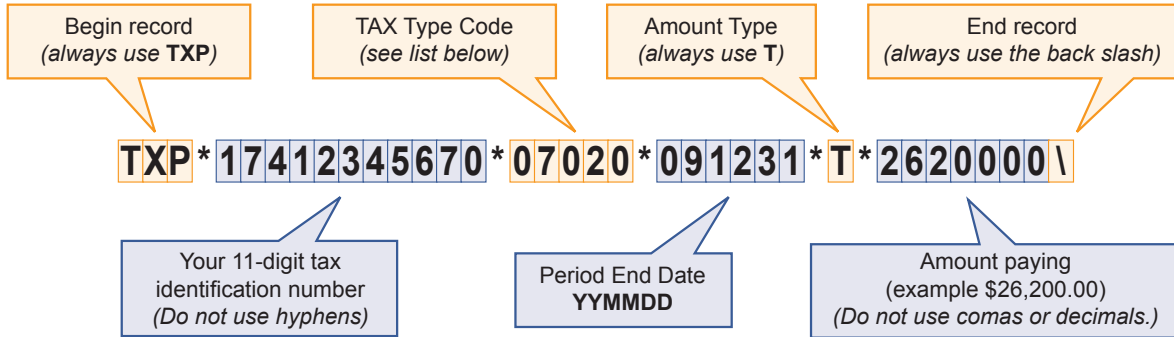 Begin record
(always use TXP)
TAX Type Code
(see list below)
Amount Type
(always use T)
End record
(always use the back slash)
TXP*17412345670*07020*091231*T*2620000\
Your 11-digit tax
identification number
(Do not use hyphens)
Period End Date
YYMMDD
Amount paying
(example $26,200.00)
(Do not use comas or decimals.)